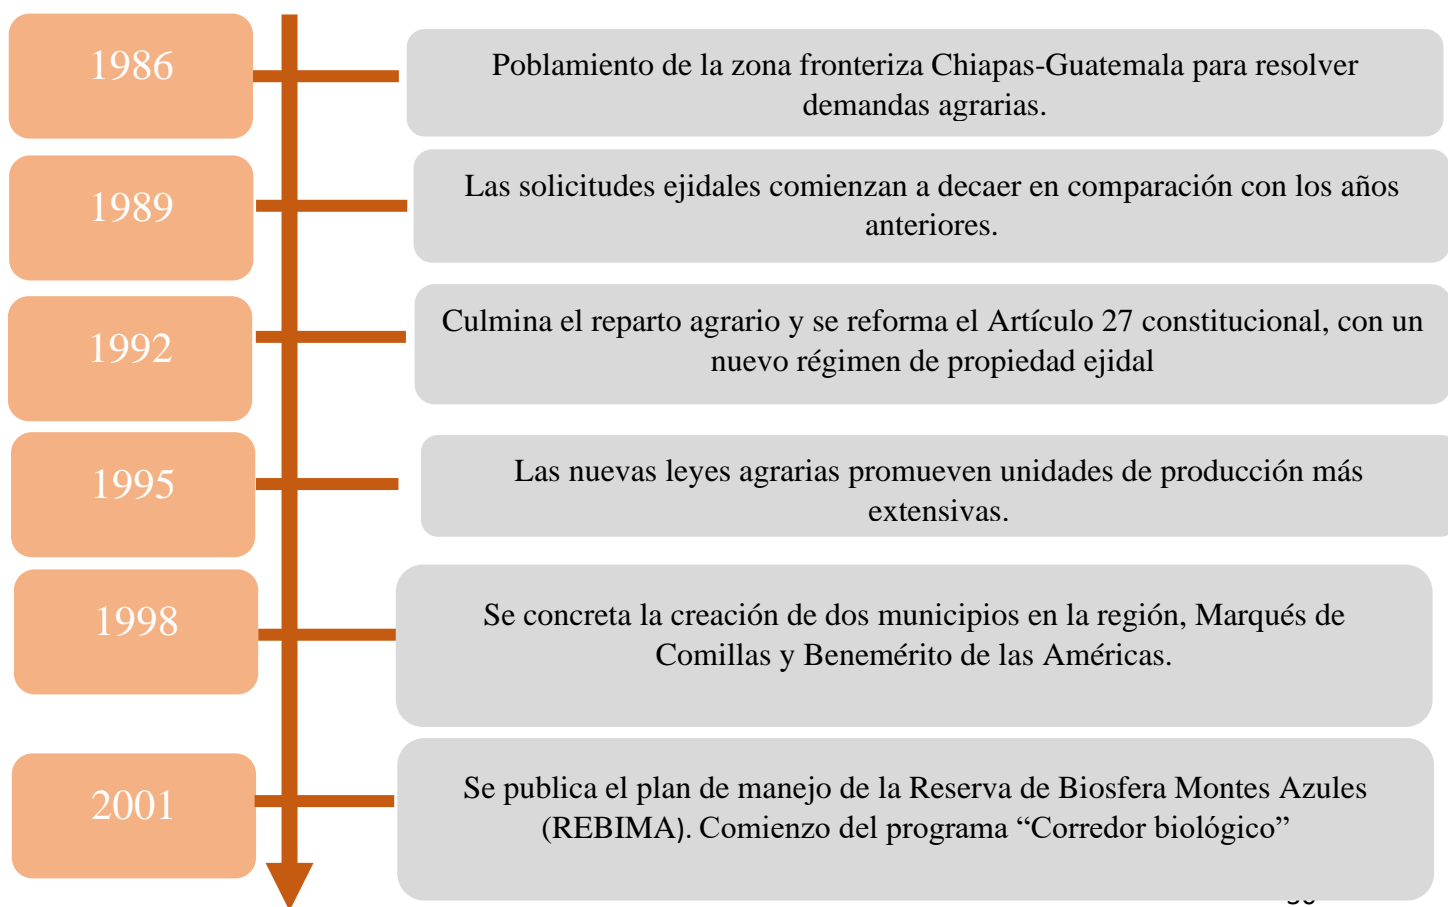 1986
Poblamiento de la zona fronteriza Chiapas-Guatemala para resolver
demandas agrarias.
1989
Las solicitudes ejidales comienzan a decaer en comparación con los años
anteriores.
1992
Culmina el reparto agrario y se reforma el Artículo 27 constitucional, con un
nuevo régimen de propiedad ejidal
1995
Las nuevas leyes agrarias promueven unidades de producción más
extensivas.
1998
Se concreta la creación de dos municipios en la región, Marqués de
Comillas y Benemérito de las Américas.
2001
Se publica el plan de manejo de la Reserva de Biosfera Montes Azules
(REBIMA). Comienzo del programa “Corredor biológico”